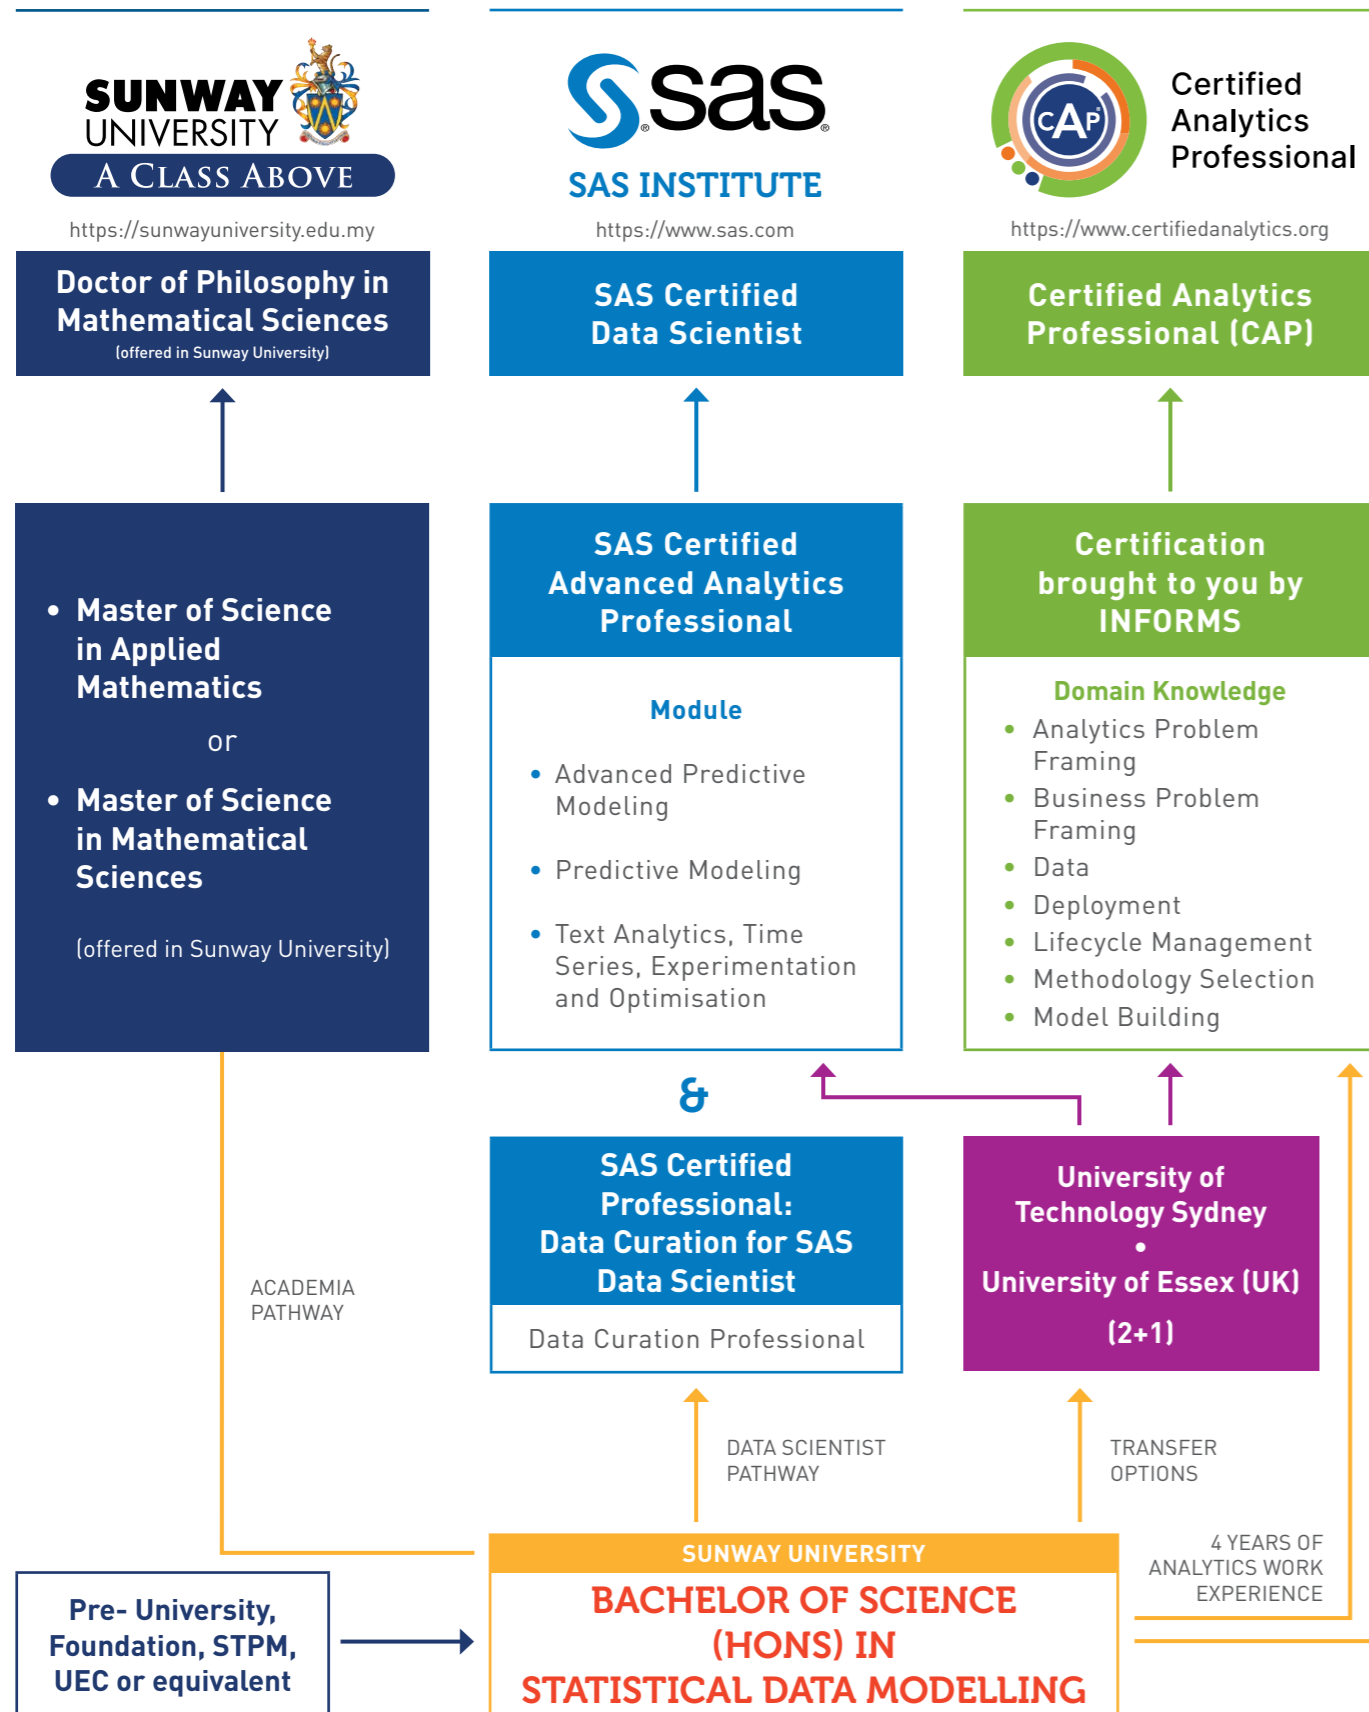 SUNWAY
UNIVERSITY
A CLASS ABOVE
https://sunwayuniversity.edu.my
Doctor of Philosophy in
Mathematical Sciences
(offered in Sunway University)
• Master of Science
in Applied
Mathematics
or
• Master of Science
in Mathematical
Sciences
(offered in Sunway University)
ACADEMIA
PATHWAY
Pre- University,
Foundation, STPM,
UEC or equivalent
sas
SAS INSTITUTE
https://www.sas.com
SAS Certified
Data Scientist
SAS Certified
Advanced Analytics
Professional
Module
• Advanced Predictive
Modeling
• Predictive Modeling
• Text Analytics, Time
Series, Experimentation
and Optimisation
&
SAS Certified
Professional:
Data Curation for SAS
Data Scientist
Data Curation Professional
DATA SCIENTIST
PATHWAY
CAP
Certified
Analytics
Professional
https://www.certifiedanalytics.org
Certified Analytics
Professional (CAP)
Certification
brought to you by
INFORMS
Domain Knowledge
• Analytics Problem
Framing
• Business Problem
Framing
• Data
• Deployment
• Lifecycle Management
• Methodology Selection
• Model Building
University of
Technology Sydney
•
University of Essex (UK)
(2+1)
TRANSFER
OPTIONS
4 YEARS OF
ANALYTICS WORK
EXPERIENCE
SUNWAY UNIVERSITY
BACHELOR OF SCIENCE
(HONS) IN
STATISTICAL DATA MODELLING